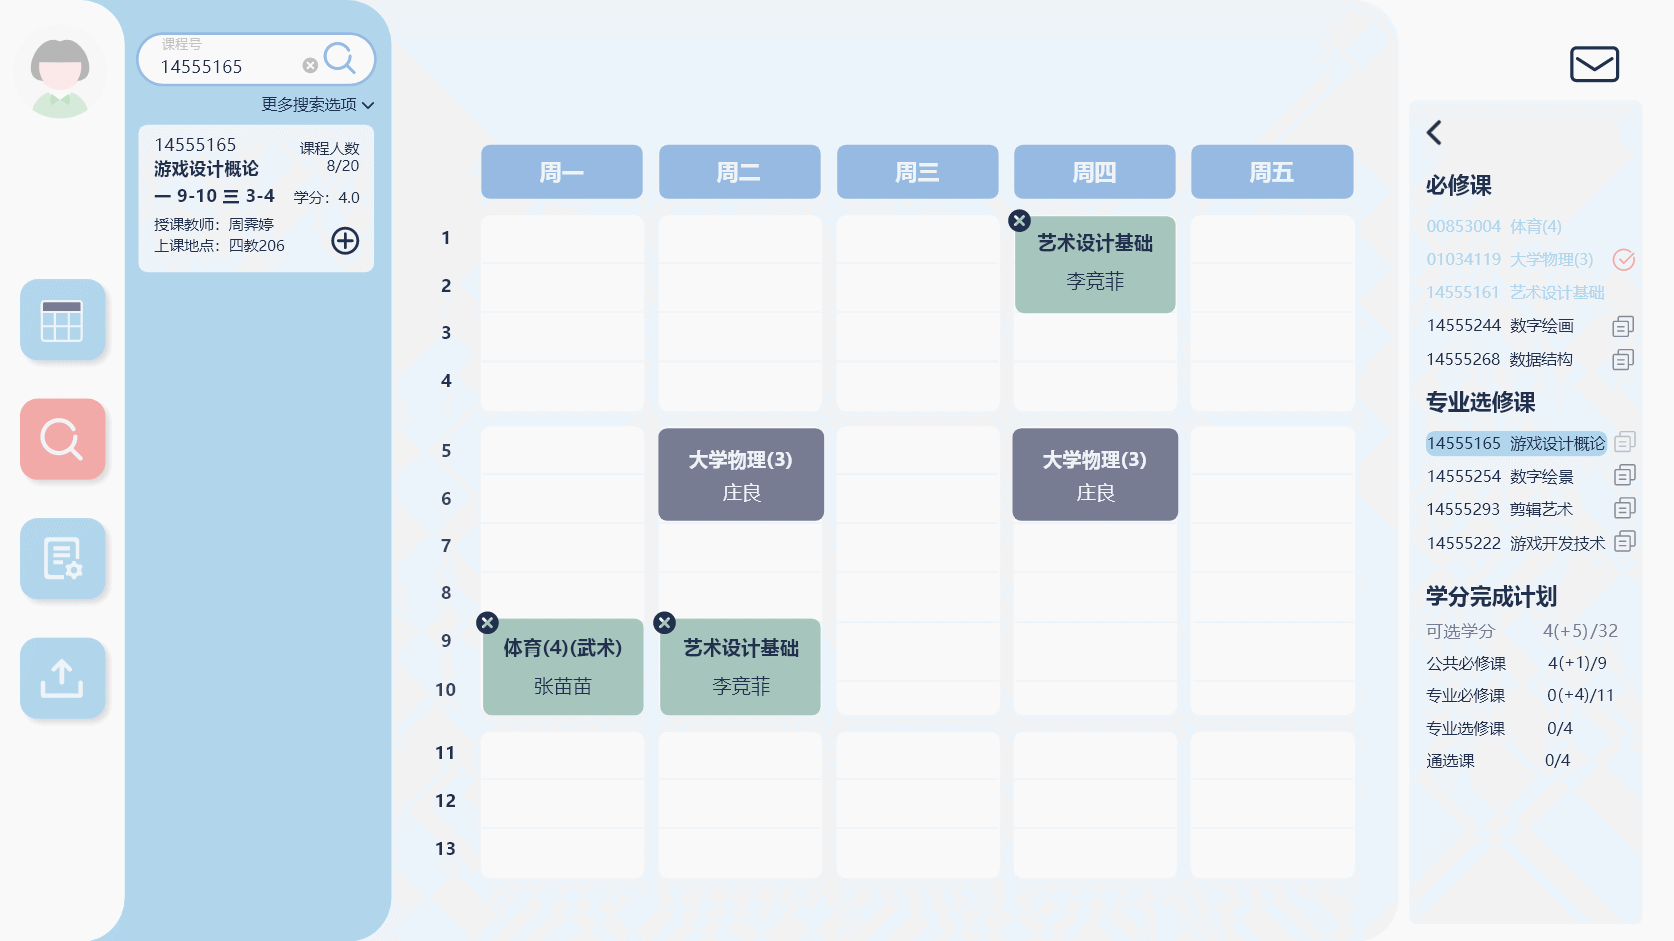 课程号
14555165
更多搜索选项
14555165
游戏设计概论
课程人数
8/20
一 9-10 三 3-4
学分：4.0
授课教师：周霁婷
上课地点：四教206
周一
周二
周三
周四
周五
1
2
3
4
5
6
7
8
9
10
11
12
13
艺术设计基础
李竞菲
大学物理(3)
庄良
大学物理(3)
庄良
体育(4)(武术)
张苗苗
艺术设计基础
李竞菲
必修课
00853004 体育(4)
01034119 大学物理(3)
14555161 艺术设计基础
14555244 数字绘画
14555268 数据结构
专业选修课
14555165 游戏设计概论
14555254 数字绘景
14555293 剪辑艺术
14555222 游戏开发技术
学分完成计划
可选学分 4(+5)/32
公共必修课 4(+1)/9
专业必修课 0(+4)/11
专业选修课 0/4
通选课 0/4